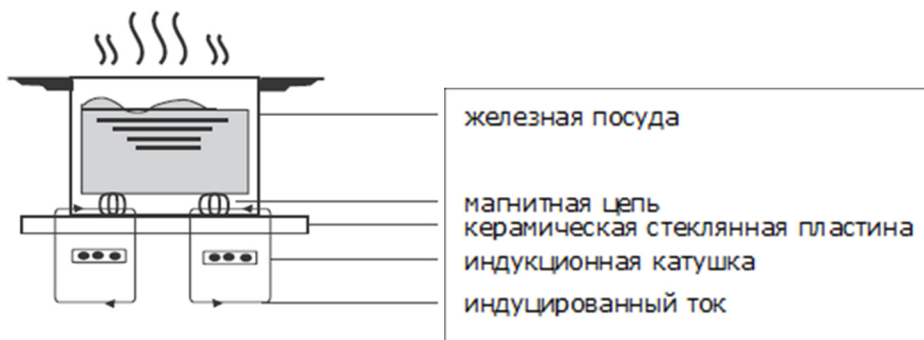 железная посуда
магнитная цепь
керамическая стеклянная пластина
индукционная катушка
индуцированный ток